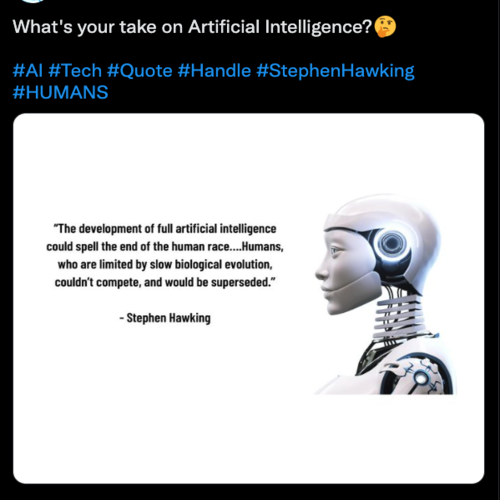 What's your take on Artificial Intelligence?🤔
#AI #Tech #Quote #Handle #StephenHawking
#HUMANS
"The development of full artificial intelligence
could spell the end of the human race....Humans,
who are limited by slow biological evolution,
couldn't compete, and would be superseded."
- Stephen Hawking